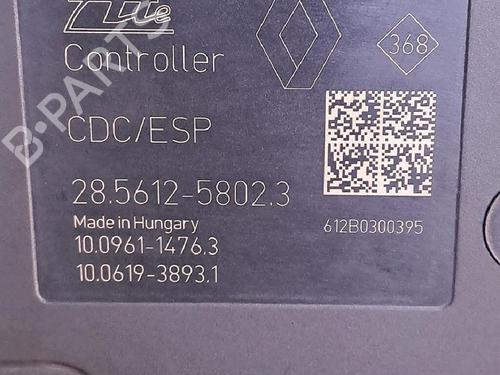 Ate
Controller
368
CDC/ESP
28.5612-5802.3
Made in Hungary
612B0300395
10.0961-1476.3
10.0619-3893.1
B-PARTS